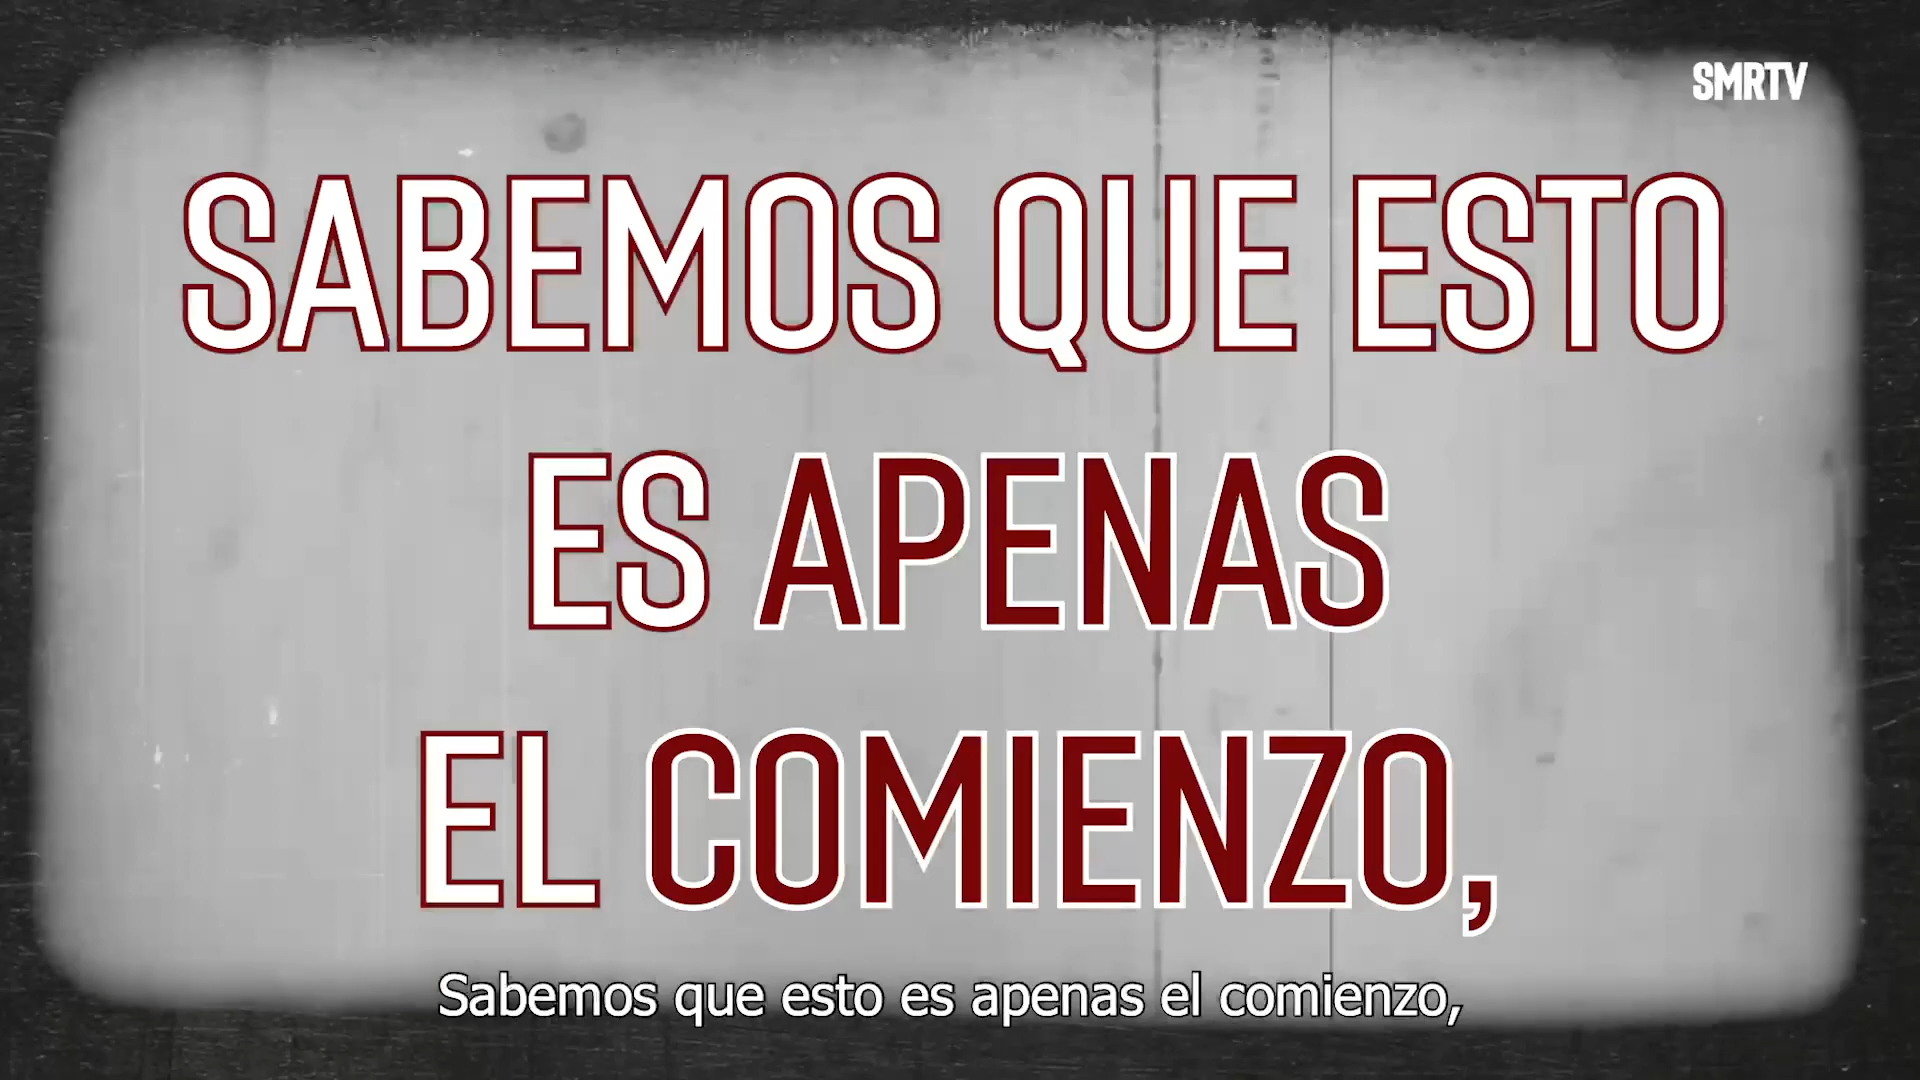 SMRTV
SABEMOS QUE ESTO
ES APENAS
EL COMIENZO,
Sabemos que esto es apenas el comienzo,